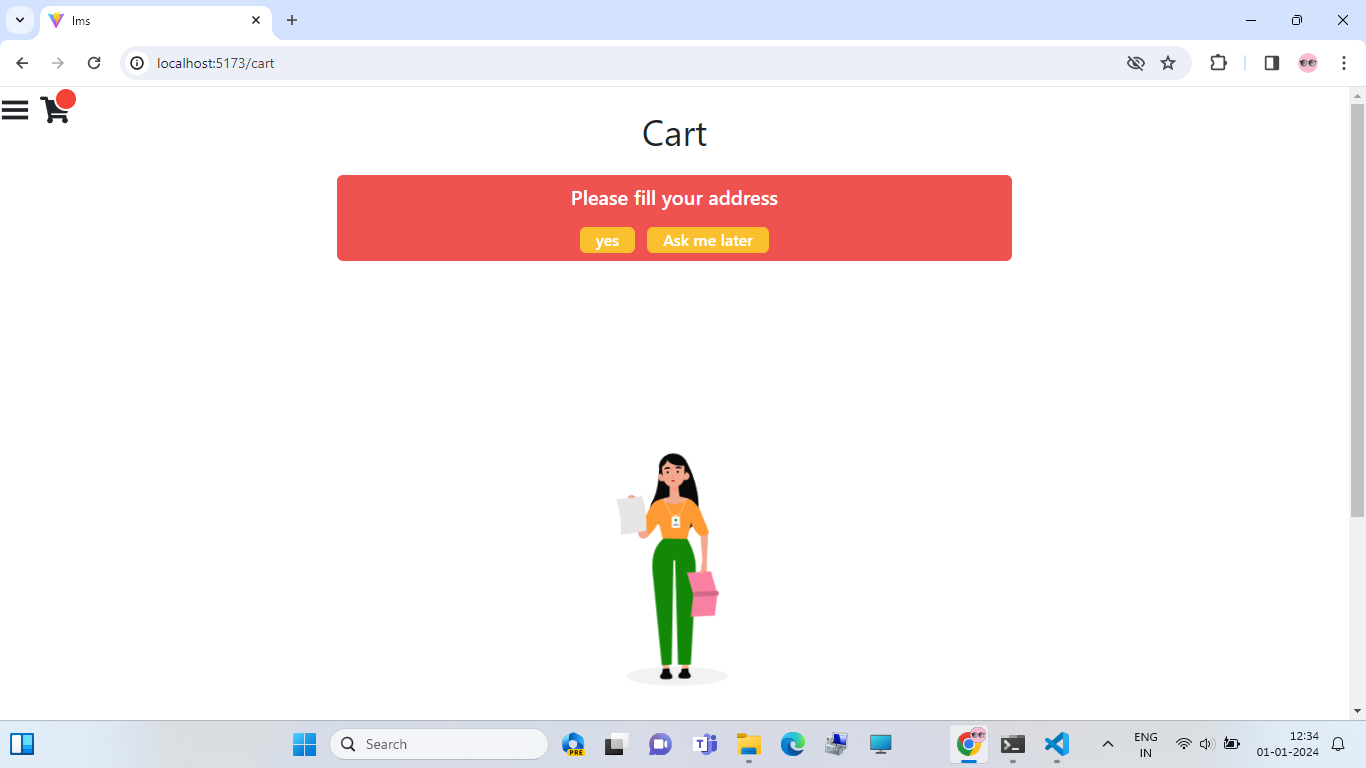 lms
localhost:5173/cart
Cart
Please fill your address
yes
Ask me later
PRE
Search
ENG
IN
12:34
01-01-2024